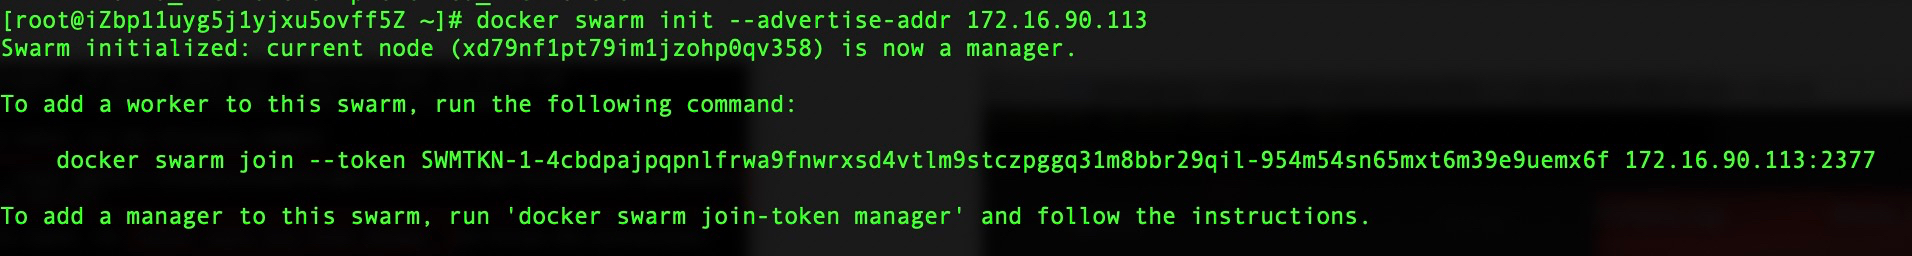 [root@iZbp11uyg5j1yjxu5ovff5Z ~]# docker swarm init --advertise-addr 172.16.90.113
Swarm initialized: current node (xd79nf1pt79im1jzohp0qv358) is now a manager.
To add a worker to this swarm, run the following command:
docker swarm join --token SWMTKN-1-4cbdpajpqpnlfrwa9fnwrxsd4vtlm9stczpggq31m8bbr29qil-954m54sn65mxt6m39e9uemx6f 172.16.90.113:2377
To add a manager to this swarm, run 'docker swarm join-token manager' and follow the instructions.